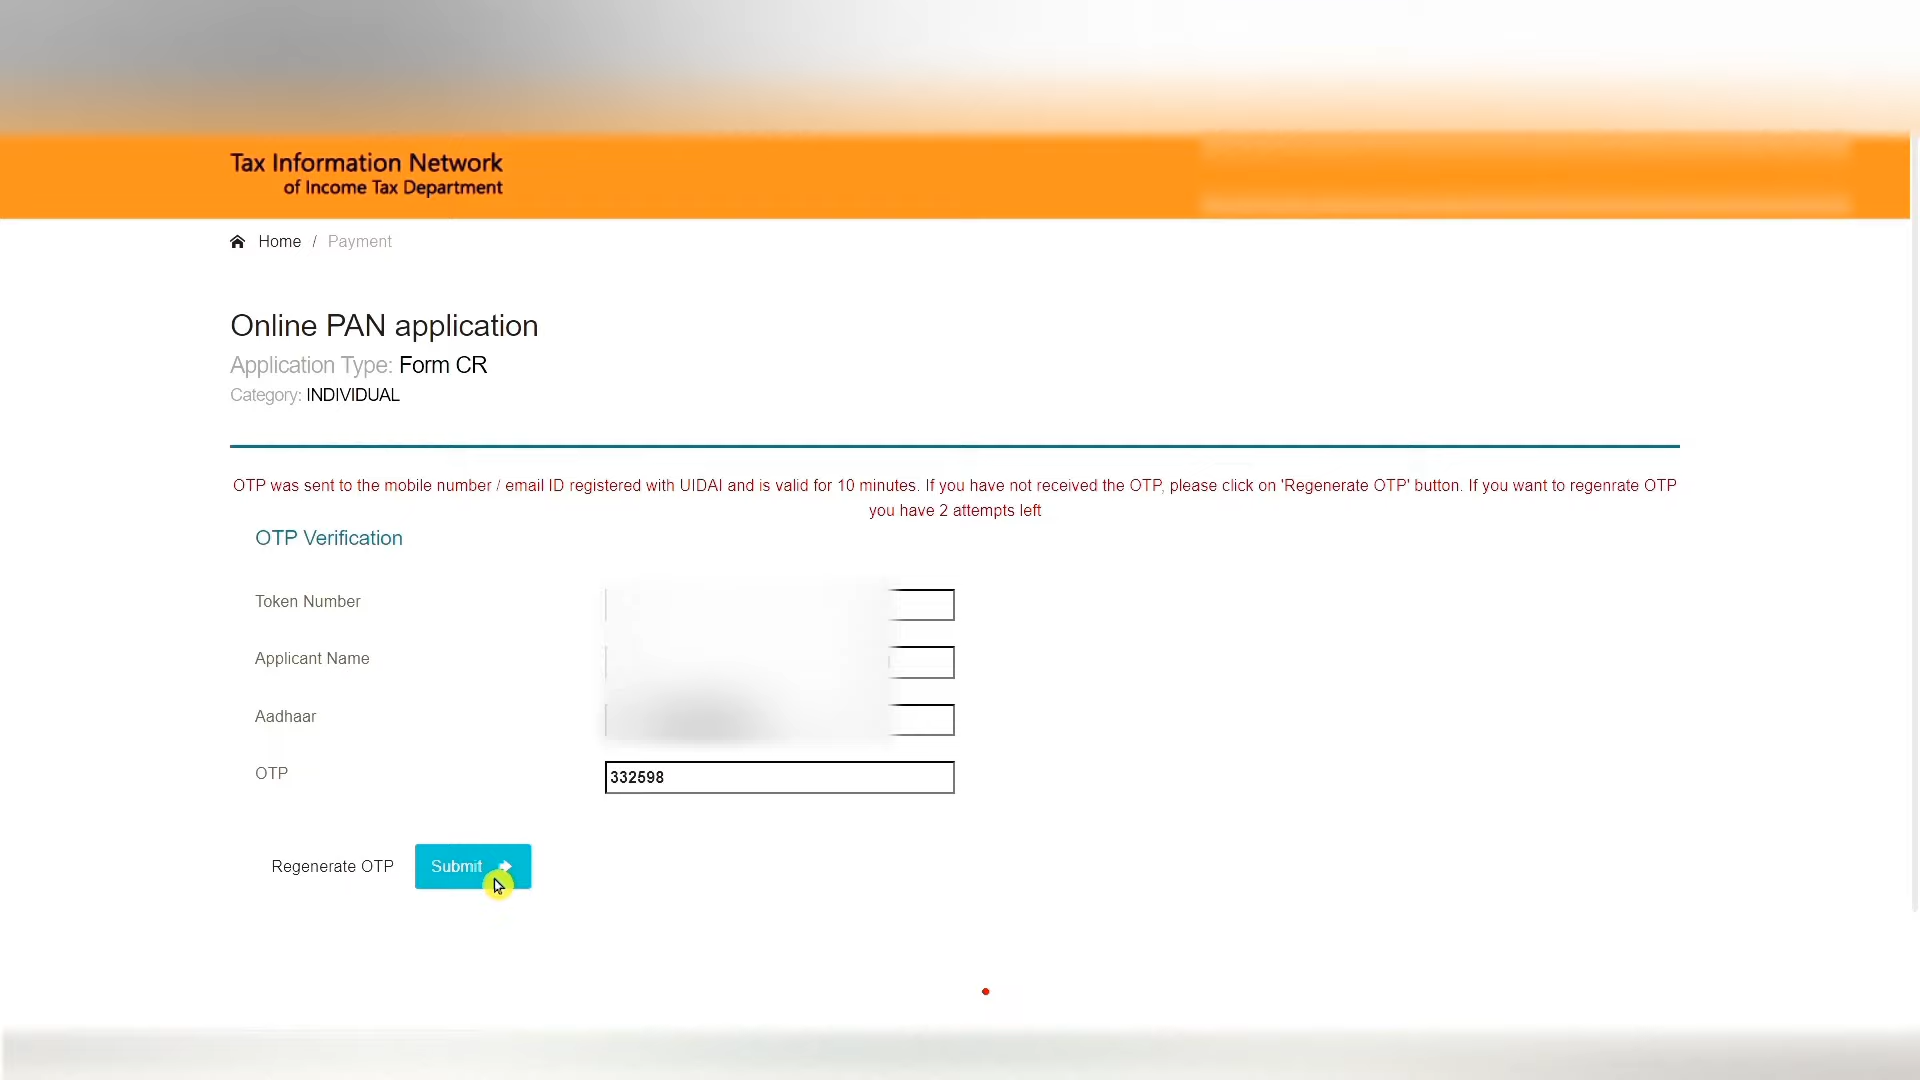 Tax Information Network
of Income Tax Department
Home / Payment
Online PAN application
Application Type: Form CR
Category: INDIVIDUAL
OTP was sent to the mobile number / email ID registered with UIDAI and is valid for 10 minutes. If you have not received the OTP, please click on 'Regenerate OTP' button. If you want to regenrate OTP
you have 2 attempts left
OTP Verification
Token Number
Applicant Name
Aadhaar
OTP 332598
Regenerate OTP Submit